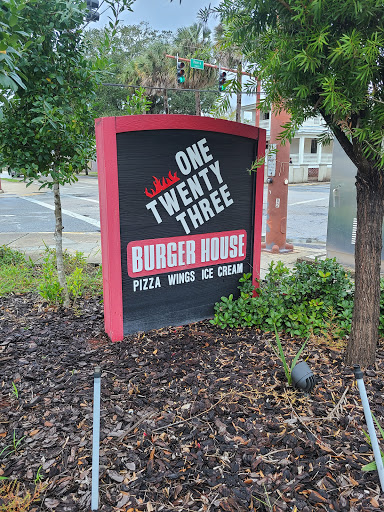 ONE
TWENTY
THREE
BURGER HOUSE
PIZZA WINGS ICE CREAM